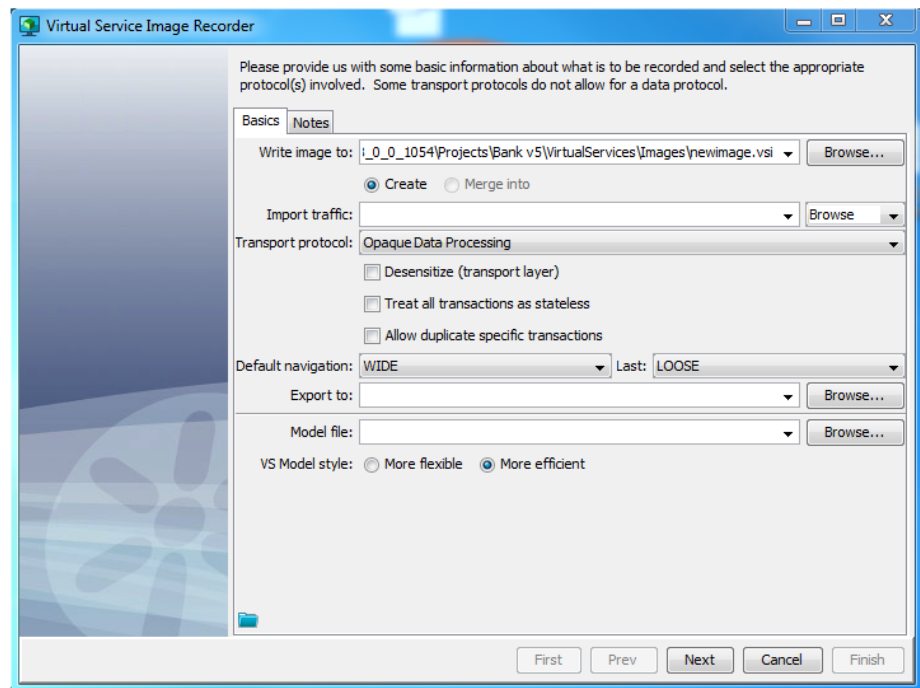 Virtual Service Image Recorder
Please provide us with some basic information about what is to be recorded and select the appropriate
protocol(s) involved. Some transport protocols do not allow for a data protocol.
Basics Notes
Write image to: _0_0_1054\Projects\Bank v5\VirtualServices\Images\newimage.vsi Browse...
Create Merge into
Import traffic: Browse
Transport protocol: Opaque Data Processing
Desensitize (transport layer)
Treat all transactions as stateless
Allow duplicate specific transactions
Default navigation: WIDE Last: LOOSE
Export to: Browse...
Model file: Browse...
VS Model style: More flexible More efficient
First Prev Next Cancel Finish